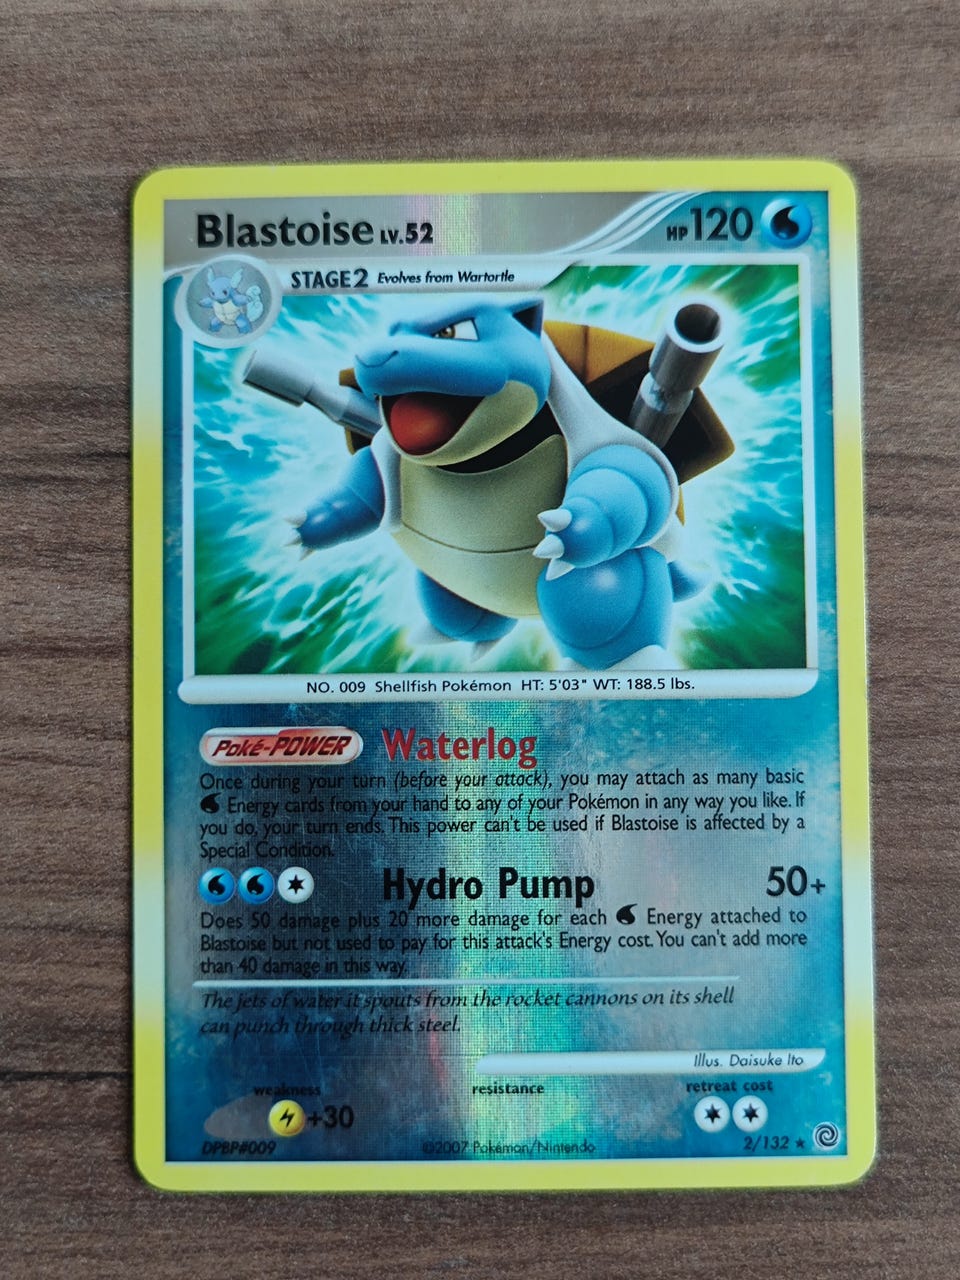 Blastoise LV.52 HP 120
STAGE 2 Evolves from Wartortle
NO. 009 Shellfish Pokémon HT: 5'03" WT: 188.5 lbs.
Poké-POWER Waterlog
Once during your turn (before your attack), you may attach as many basic
Energy cards from your hand to any of your Pokémon in any way you like. If
you do, your turn ends. This power can't be used if Blastoise is affected by a
Special Condition.
Hydro Pump 50+
Does 50 damage plus 20 more damage for each Energy attached to
Blastoise but not used to pay for this attack's Energy cost. You can't add more
than 40 damage in this way.
The jets of water it spouts from the rocket cannons on its shell
can punch through thick steel.
Illus. Daisuke Ito
weakness resistance retreat cost
+30
DPBP#009 ©2007 Pokémon/Nintendo 2/132 ★